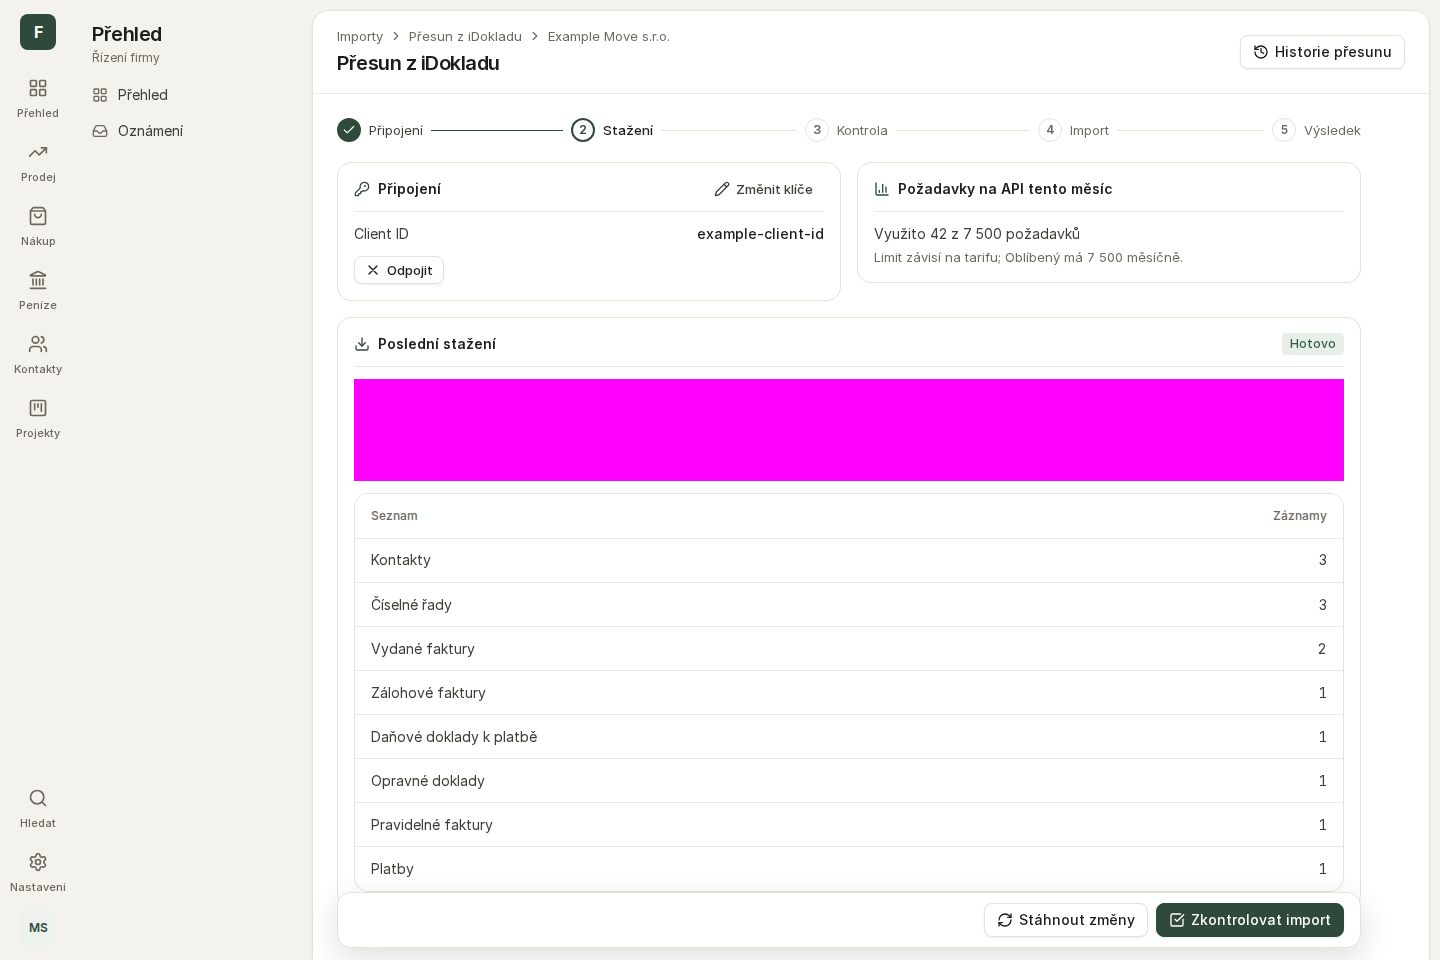 F
Přehled
Prodej
Nákup
Peníze
Kontakty
Projekty
Hledat
Nastavení
MS
Přehled
Řízení firmy
Přehled
Oznámení
Importy > Přesun z iDokladu > Example Move s.r.o.
Přesun z iDokladu
Historie přesunu
Připojení
2 Stažení
3 Kontrola
4 Import
5 Výsledek
Připojení
Změnit klíče
Client ID example-client-id
Odpojit
Požadavky na API tento měsíc
Využito 42 z 7 500 požadavků
Limit závisí na tarifu; Oblíbený má 7 500 měsíčně.
Poslední stažení
Hotovo
Seznam Záznamy
Kontakty 3
Číselné řady 3
Vydané faktury 2
Zálohové faktury 1
Daňové doklady k platbě 1
Opravné doklady 1
Pravidelné faktury 1
Platby 1
Stáhnout změny
Zkontrolovat import